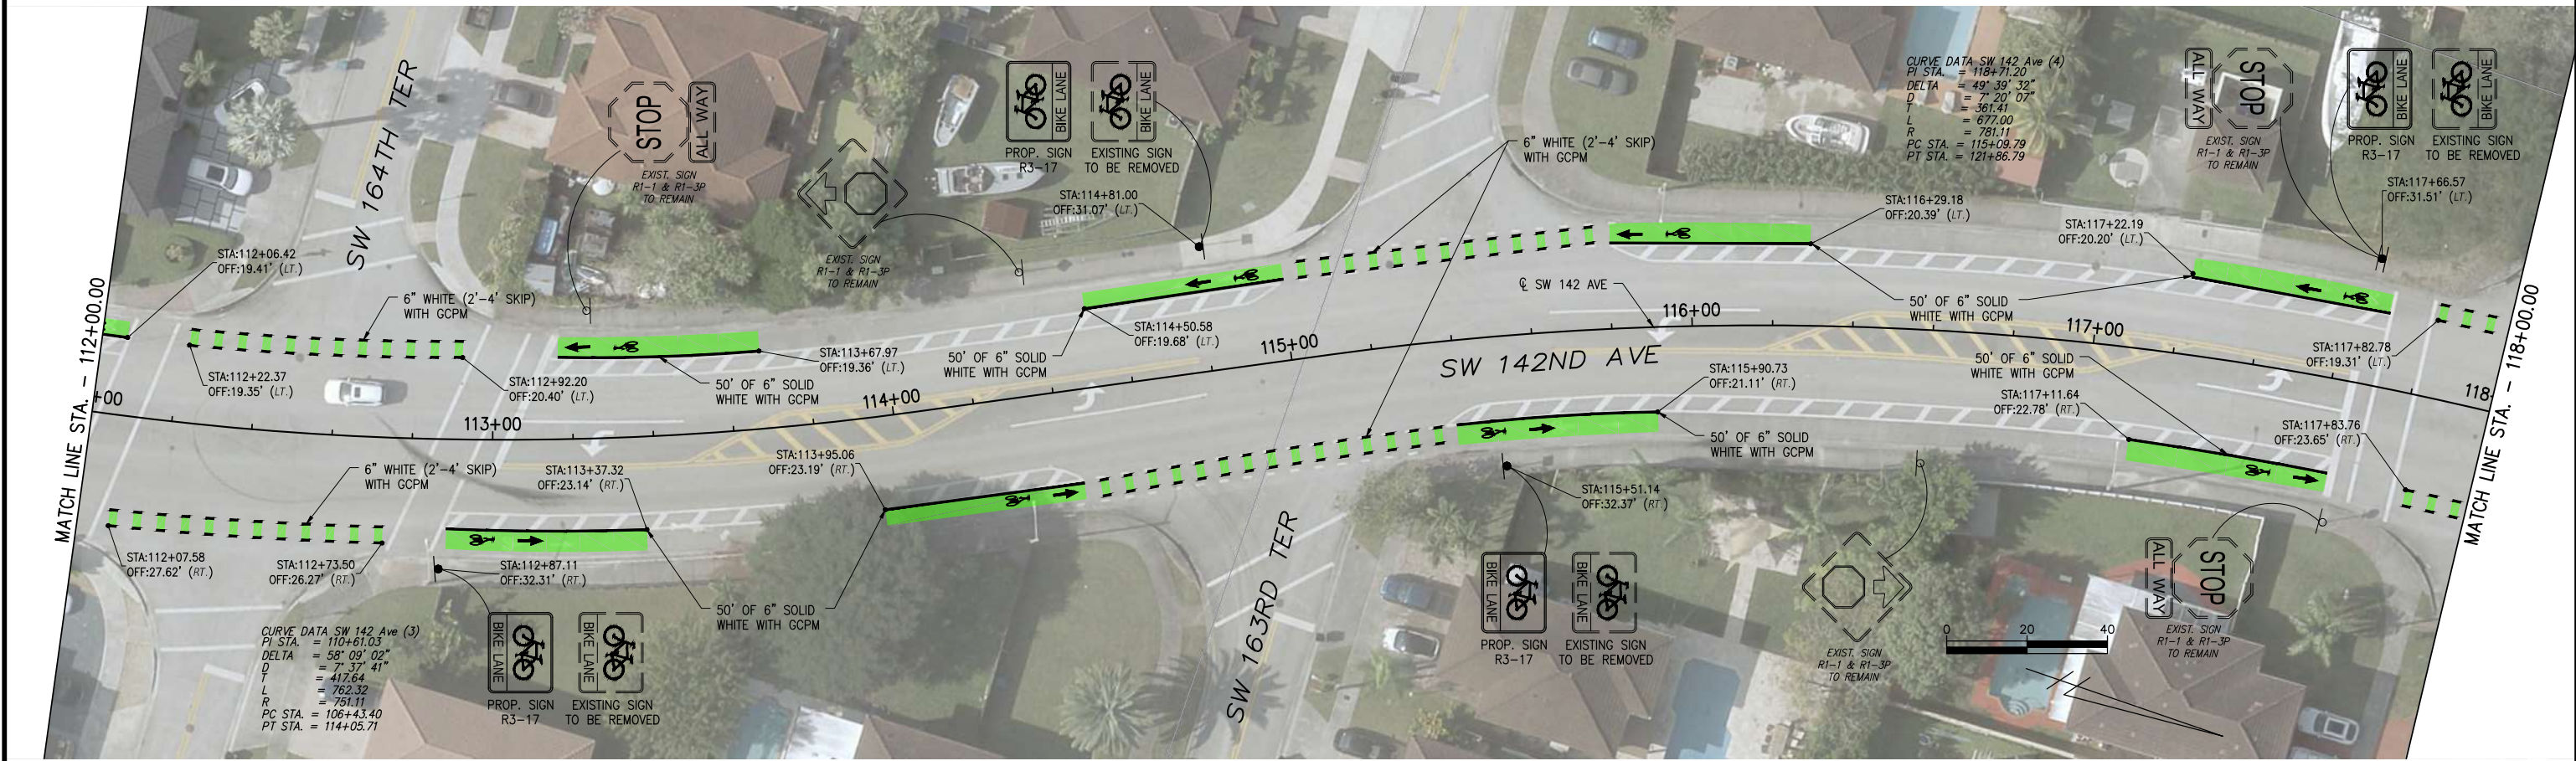 MATCH LINE STA. - 112+00.00
SW 164TH TER
STA:112+06.42
OFF:19.41' (LT.)
6" WHITE (2'-4' SKIP)
WITH GCPM
STA:112+22.37
OFF:19.35' (LT.)
STA:112+92.20
OFF:20.40' (LT.)
STOP
ALL WAY
EXIST. SIGN
R1-1 & R1-3P
TO REMAIN
EXIST. SIGN
R1-1 & R1-3P
TO REMAIN
STA:113+67.97
OFF:19.36' (LT.)
50' OF 6" SOLID
WHITE WITH GCPM
BIKE LANE
PROP. SIGN
R3-17
BIKE LANE
EXISTING SIGN
TO BE REMOVED
STA:114+81.00
OFF:31.07' (LT.)
STA:114+50.58
OFF:19.68' (LT.)
50' OF 6" SOLID
WHITE WITH GCPM
6" WHITE (2'-4' SKIP)
WITH GCPM
CURVE DATA SW 142 Ave (4)
PI STA. = 118+71.20
DELTA = 49° 39' 32"
D = 7° 20' 07"
T = 361.41
L = 677.00
R = 781.11
PC STA. = 115+09.79
PT STA. = 121+86.79
STA:116+29.18
OFF:20.39' (LT.)
STA:117+22.19
OFF:20.20' (LT.)
ALL WAY
STOP
EXIST. SIGN
R1-1 & R1-3P
TO REMAIN
BIKE LANE
PROP. SIGN
R3-17
BIKE LANE
EXISTING SIGN
TO BE REMOVED
STA:117+66.57
OFF:31.51' (LT.)
℄ SW 142 AVE
50' OF 6" SOLID
WHITE WITH GCPM
STA:117+82.78
OFF:19.31' (LT.)
+00
113+00
114+00
115+00
116+00
117+00
118
SW 142ND AVE
MATCH LINE STA. - 118+00.00
6" WHITE (2'-4' SKIP)
WITH GCPM
STA:112+07.58
OFF:27.62' (RT.)
STA:112+73.50
OFF:26.27' (RT.)
STA:113+37.32
OFF:23.14' (RT.)
STA:112+87.11
OFF:32.31' (RT.)
STA:113+95.06
OFF:23.19' (RT.)
50' OF 6" SOLID
WHITE WITH GCPM
CURVE DATA SW 142 Ave (3)
PI STA. = 110+61.03
DELTA = 58° 09' 02"
D = 7° 37' 41"
T = 417.64
L = 762.32
R = 751.11
PC STA. = 106+43.40
PT STA. = 114+05.71
BIKE LANE
PROP. SIGN
R3-17
BIKE LANE
EXISTING SIGN
TO BE REMOVED
SW 163RD TER
STA:115+90.73
OFF:21.11' (RT.)
50' OF 6" SOLID
WHITE WITH GCPM
STA:115+51.14
OFF:32.37' (RT.)
BIKE LANE
PROP. SIGN
R3-17
BIKE LANE
EXISTING SIGN
TO BE REMOVED
50' OF 6" SOLID
WHITE WITH GCPM
STA:117+11.64
OFF:22.78' (RT.)
STA:117+83.76
OFF:23.65' (RT.)
EXIST. SIGN
R1-1 & R1-3P
TO REMAIN
0 20 40
ALL WAY
STOP
EXIST. SIGN
R1-1 & R1-3P
TO REMAIN